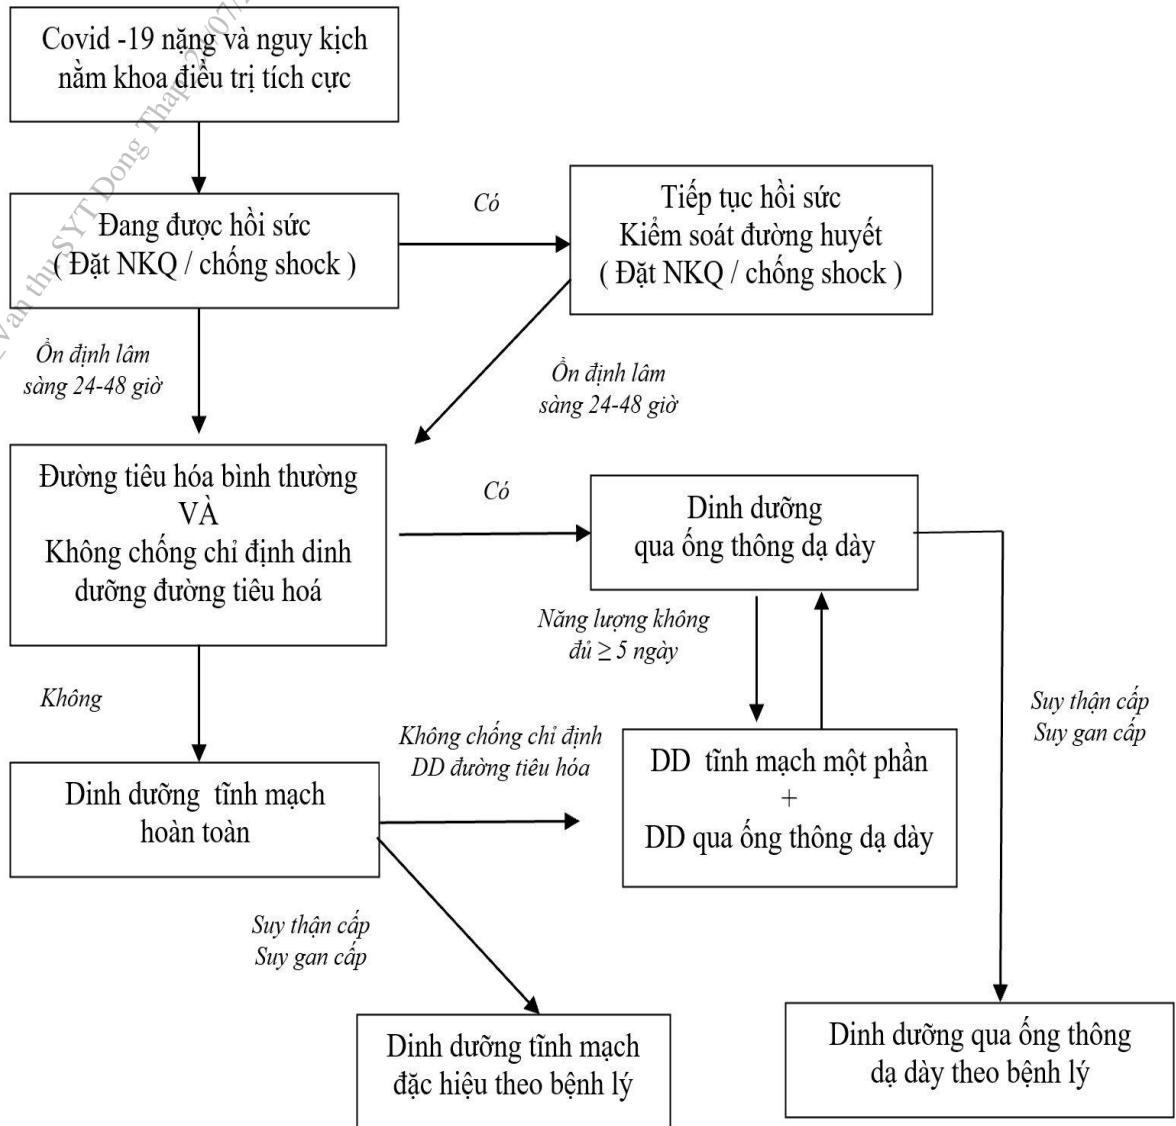 Covid -19 nặng và nguy kịch
nằm khoa điều trị tích cực
Đang được hồi sức
( Đặt NKQ / chống shock )
Có
Tiếp tục hồi sức
Kiểm soát đường huyết
( Đặt NKQ / chống shock )
Ổn định lâm
sàng 24-48 giờ
Ổn định lâm
sàng 24-48 giờ
Đường tiêu hóa bình thường
VÀ
Không chống chỉ định dinh
dưỡng đường tiêu hoá
Có
Dinh dưỡng
qua ống thông dạ dày
Năng lượng không
đủ ≥ 5 ngày
Không
Suy thận cấp
Suy gan cấp
Không chống chỉ định
DD đường tiêu hóa
Dinh dưỡng tĩnh mạch
hoàn toàn
DD tĩnh mạch một phần
+
DD qua ống thông dạ dày
Suy thận cấp
Suy gan cấp
Dinh dưỡng tĩnh mạch
đặc hiệu theo bệnh lý
Dinh dưỡng qua ống thông
dạ dày theo bệnh lý
Van thu SYT Dong Thap